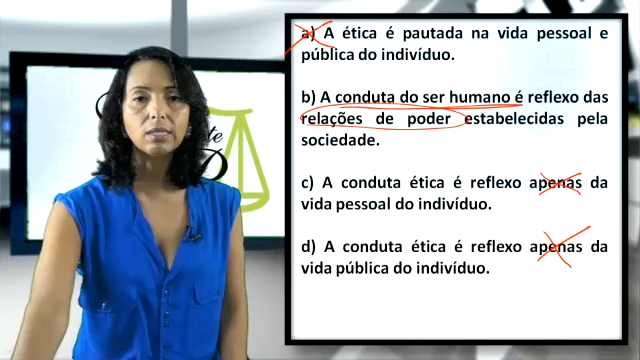 a) A ética é pautada na vida pessoal e
pública do indivíduo.
b) A conduta do ser humano é reflexo das
relações de poder estabelecidas pela
sociedade.
c) A conduta ética é reflexo apenas da
vida pessoal do indivíduo.
d) A conduta ética é reflexo apenas da
vida pública do indivíduo.